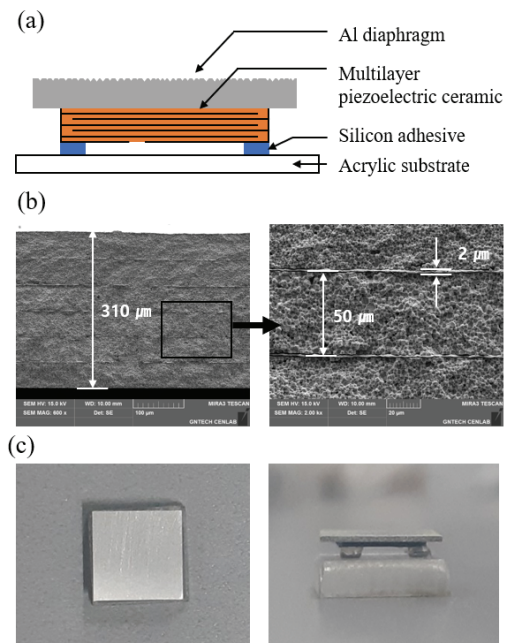 (a)
Al diaphragm
Multilayer
piezoelectric ceramic
Silicon adhesive
Acrylic substrate
(b)
310 ㎛
2 ㎛
50 ㎛
SEM HV: 10.0 kV WD: 10.00 mm MIRA3 TESCAN
SEM MAG: 600 x Det: SE 100 µm
GNTECH CENLAB
SEM HV: 10.0 kV WD: 10.00 mm MIRA3 TESCAN
SEM MAG: 2.00 kx Det: SE 20 µm
GNTECH CENLAB
(c)